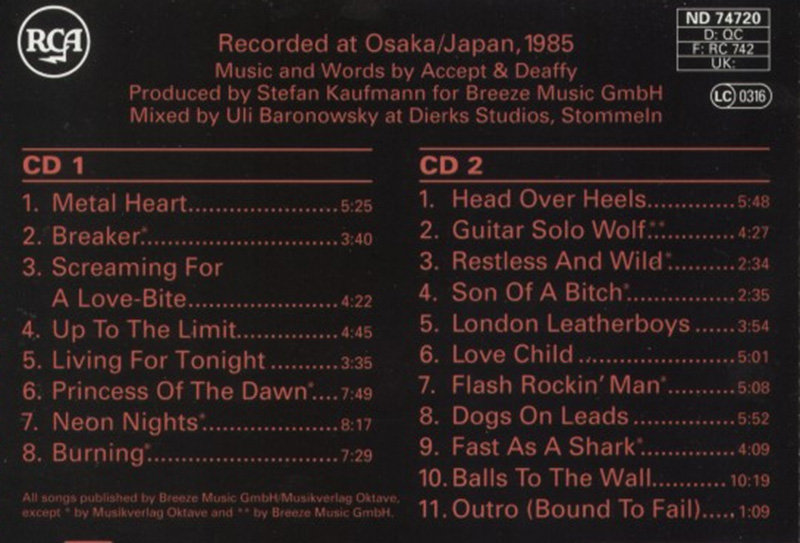 RCA
Recorded at Osaka/Japan, 1985
Music and Words by Accept & Deaffy
Produced by Stefan Kaufmann for Breeze Music GmbH
Mixed by Uli Baronowsky at Dierks Studios, Stommeln
ND 74720
D: QC
F: RC 742
UK:
LC 0316
CD 1
1. Metal Heart......................5:25
2. Breaker*.............................3:40
3. Screaming For
A Love-Bite......................4:22
4. Up To The Limit...............4:45
5. Living For Tonight ..........3:35
6. Princess Of The Dawn*....7:49
7. Neon Nights*....................8:17
8. Burning*............................7:29
All songs published by Breeze Music GmbH/Musikverlag Oktave,
except * by Musikverlag Oktave and ** by Breeze Music GmbH.
CD 2
1. Head Over Heels.............5:48
2. Guitar Solo Wolf**..........4:27
3. Restless And Wild*.........2:34
4. Son Of A Bitch*...............2:35
5. London Leatherboys ......3:54
6. Love Child .......................5:01
7. Flash Rockin' Man*..........5:08
8. Dogs On Leads ...............5:52
9. Fast As A Shark*.............4:09
10. Balls To The Wall...........10:19
11. Outro (Bound To Fail).....1:09